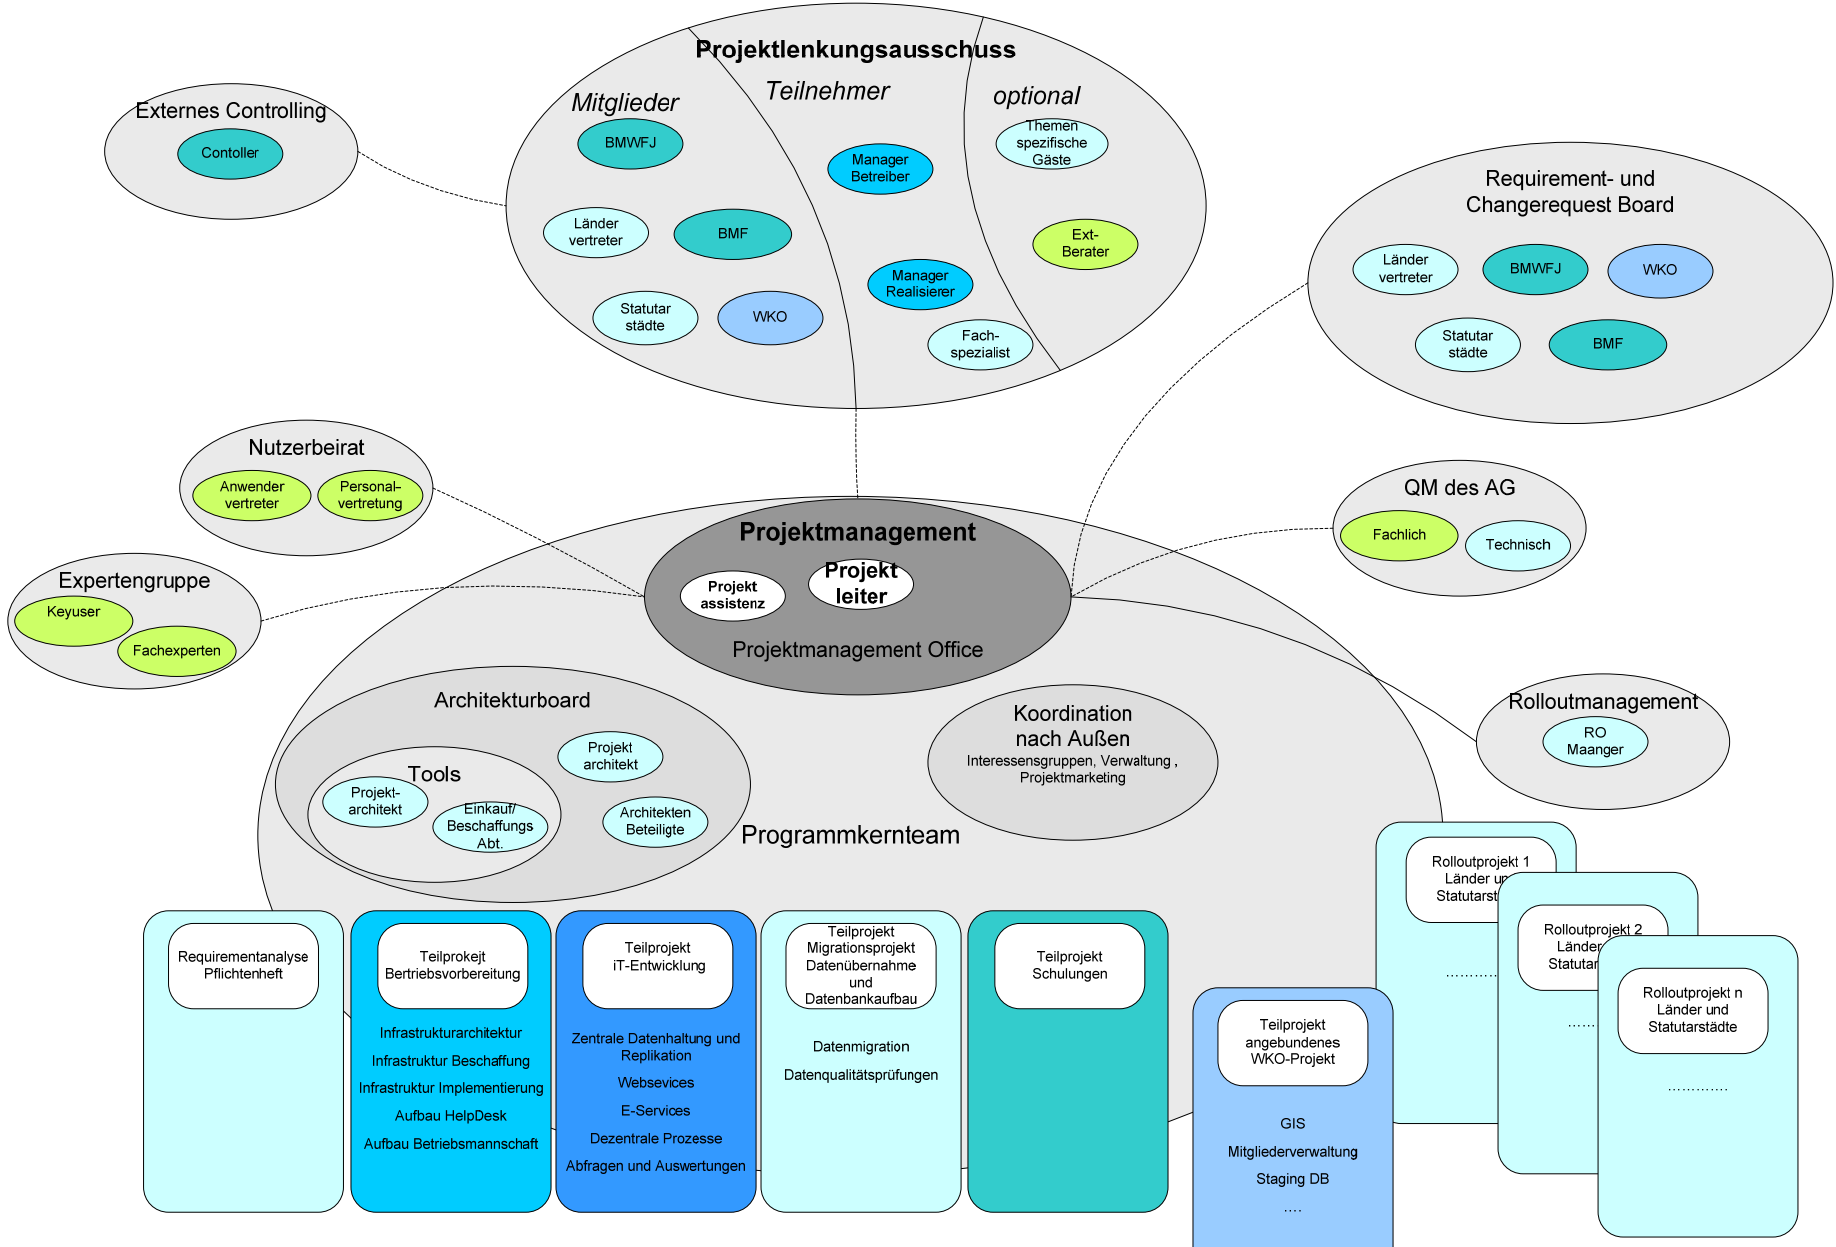 Projektlenkungsausschuss
Mitglieder
Teilnehmer
optional
BMWFJ
Länder
vertreter
BMF
Statutar
städte
WKO
Manager
Betreiber
Manager
Realisierer
Fach-
spezialist
Themen
spezifische
Gäste
Ext-
Berater
Externes Controlling
Contoller
Requirement- und
Changerequest Board
Länder
vertreter
BMWFJ
WKO
Statutar
städte
BMF
Nutzerbeirat
Anwender
vertreter
Personal-
vertretung
QM des AG
Fachlich
Technisch
Expertengruppe
Keyuser
Fachexperten
Projektmanagement
Projekt
assistenz
Projekt
leiter
Projektmanagement Office
Architekturboard
Tools
Projekt-
architekt
Einkauf/
Beschaffungs
Abt.
Projekt
architekt
Architekten
Beteiligte
Koordination
nach Außen
Interessensgruppen, Verwaltung ,
Projektmarketing
Rolloutmanagement
RO
Maanger
Programmkernteam
Requirementanalyse
Pflichtenheft
Teilprokejt
Bertriebsvorbereitung
Infrastrukturarchitektur
Infrastruktur Beschaffung
Infrastruktur Implementierung
Aufbau HelpDesk
Aufbau Betriebsmannschaft
Teilprojekt
iT-Entwicklung
Zentrale Datenhaltung und
Replikation
Websevices
E-Services
Dezentrale Prozesse
Abfragen und Auswertungen
Teilprojekt
Migrationsprojekt
Datenübernahme
und
Datenbankaufbau
Datenmigration
Datenqualitätsprüfungen
Teilprojekt
Schulungen
Teilprojekt
angebundenes
WKO-Projekt
GIS
Mitgliederverwaltung
Staging DB
....
Rolloutprojekt 1
Länder
…………
Rolloutprojekt 2
Länder
………
Rolloutprojekt n
Länder und
Statutarstädte
………….